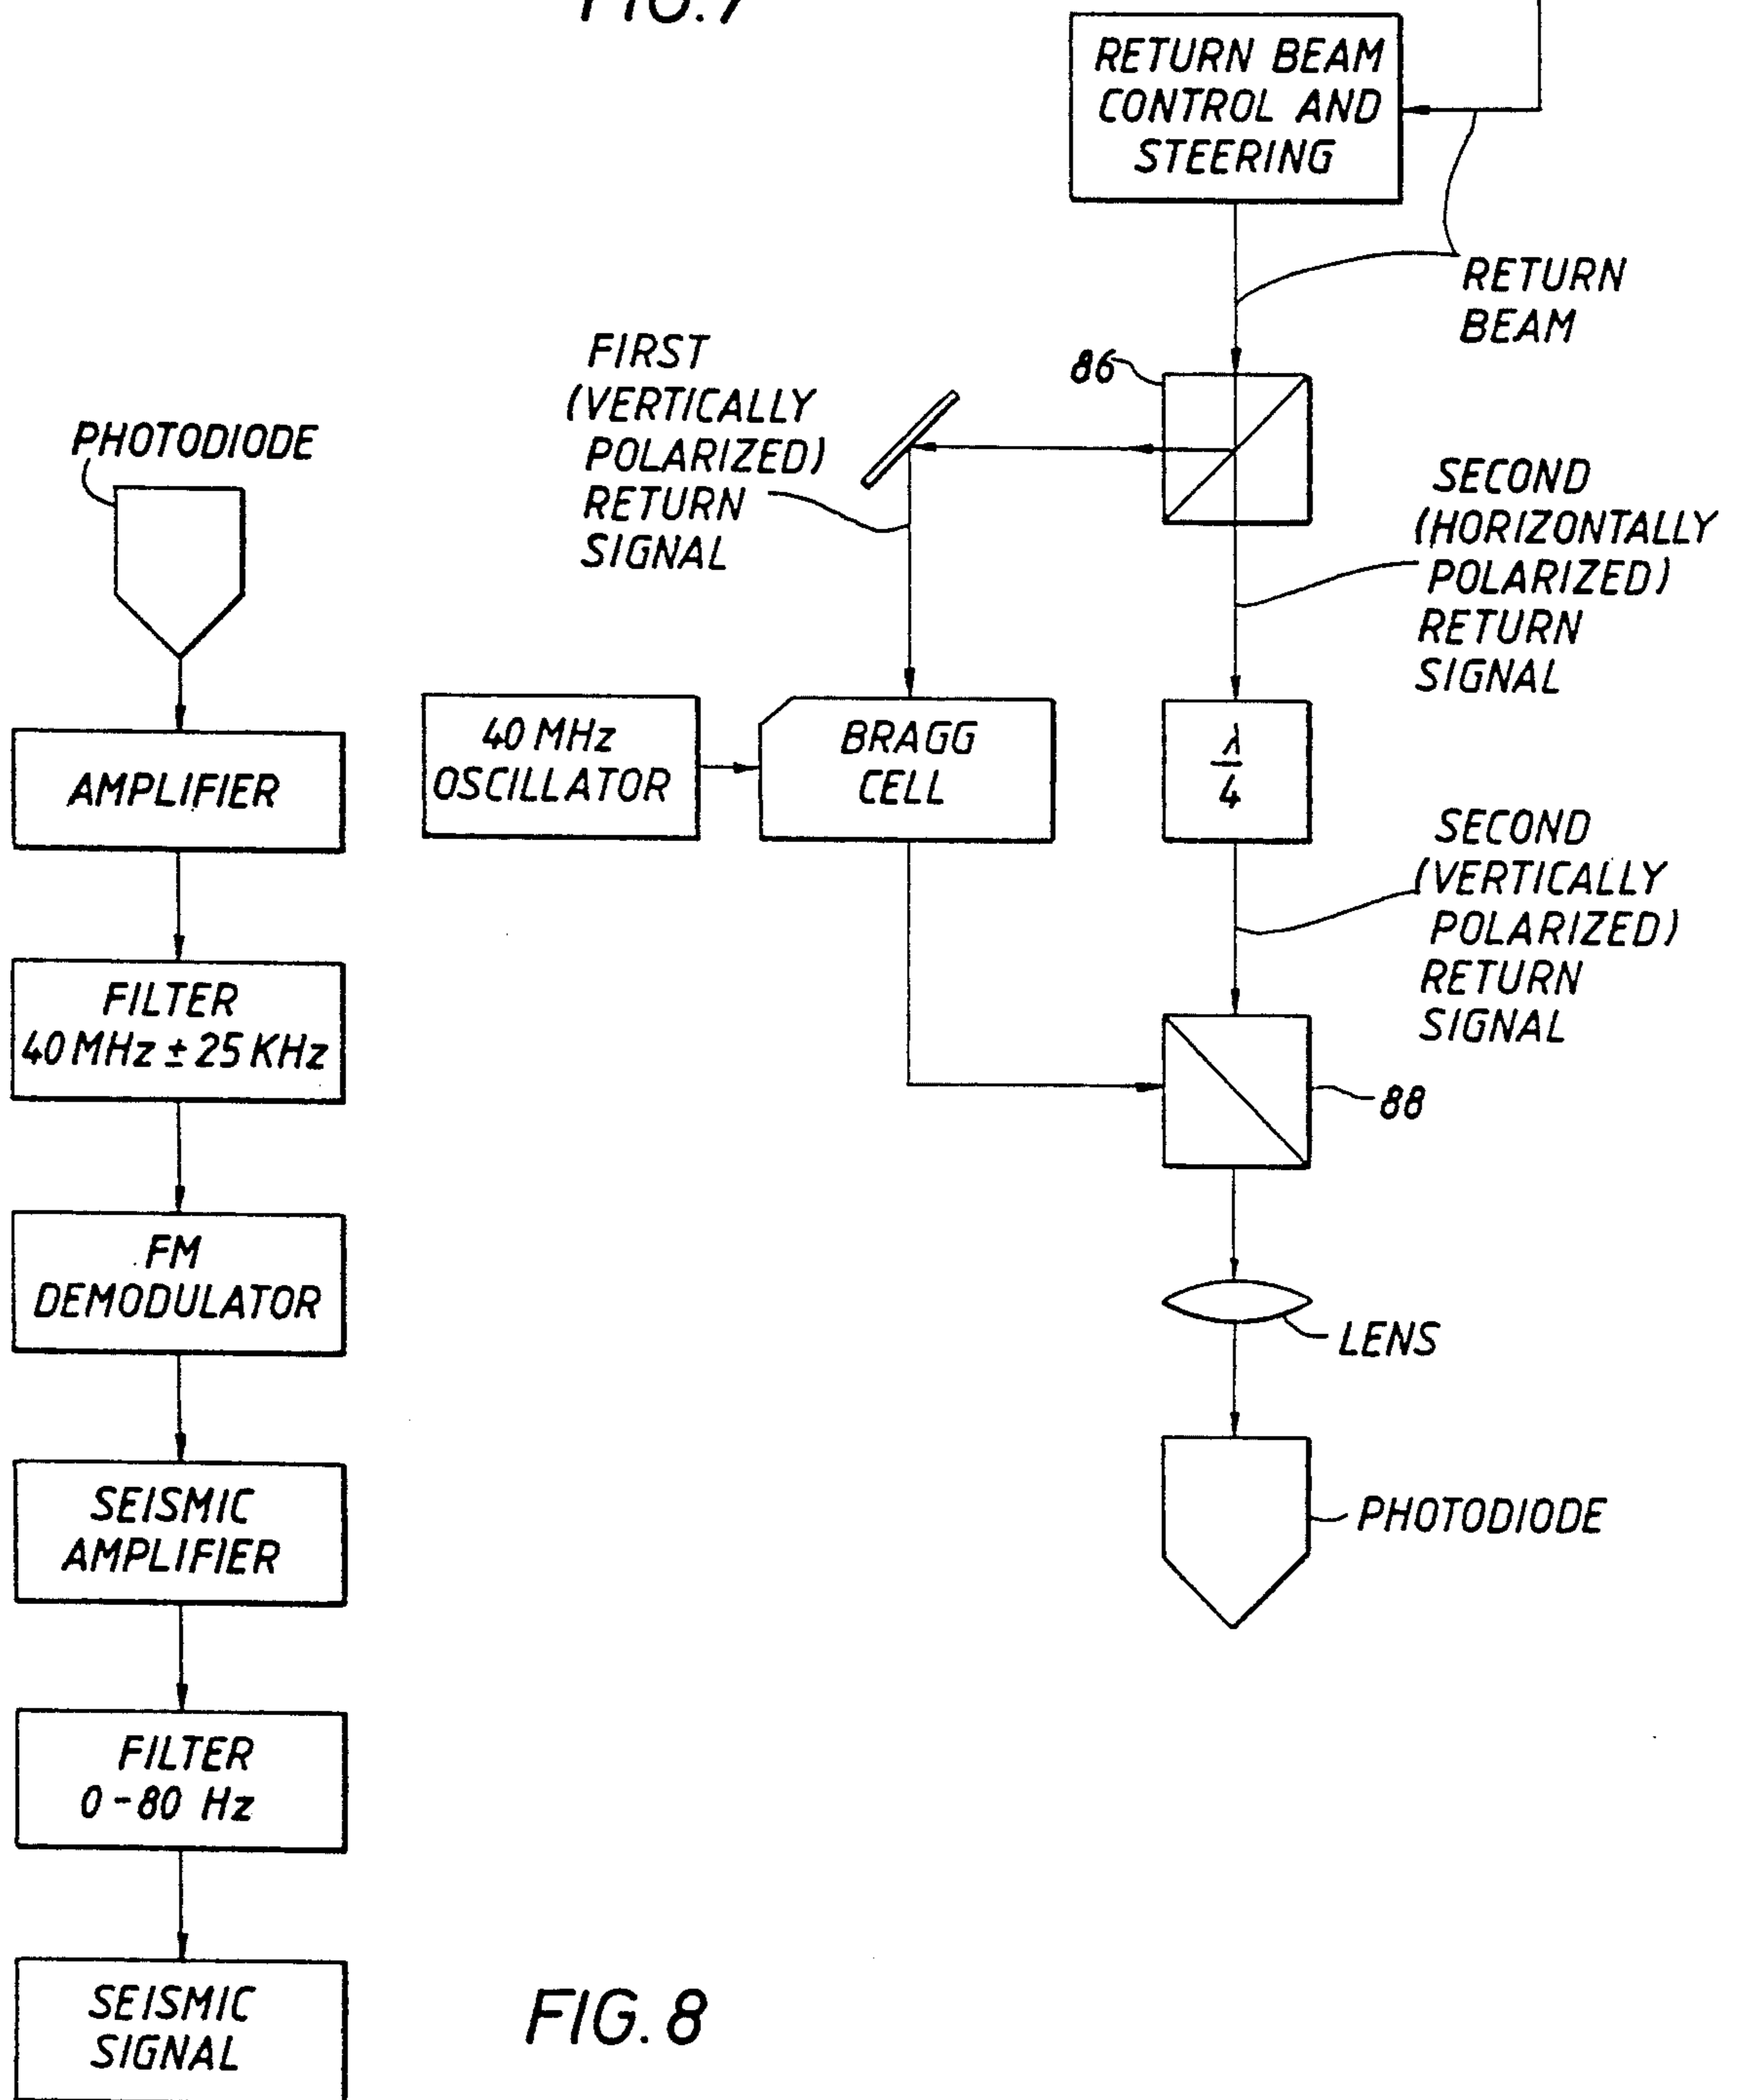 FIG. 7
RETURN BEAM
CONTROL AND
STEERING
RETURN
BEAM
86
FIRST
(VERTICALLY
POLARIZED)
RETURN
SIGNAL
SECOND
(HORIZONTALLY
POLARIZED)
RETURN
SIGNAL
40 MHz
OSCILLATOR
BRAGG
CELL
λ
4
SECOND
(VERTICALLY
POLARIZED)
RETURN
SIGNAL
88
LENS
PHOTODIODE
PHOTODIODE
AMPLIFIER
FILTER
40 MHz ± 25 KHz
FM
DEMODULATOR
SEISMIC
AMPLIFIER
FILTER
0-80 Hz
SEISMIC
SIGNAL
FIG. 8